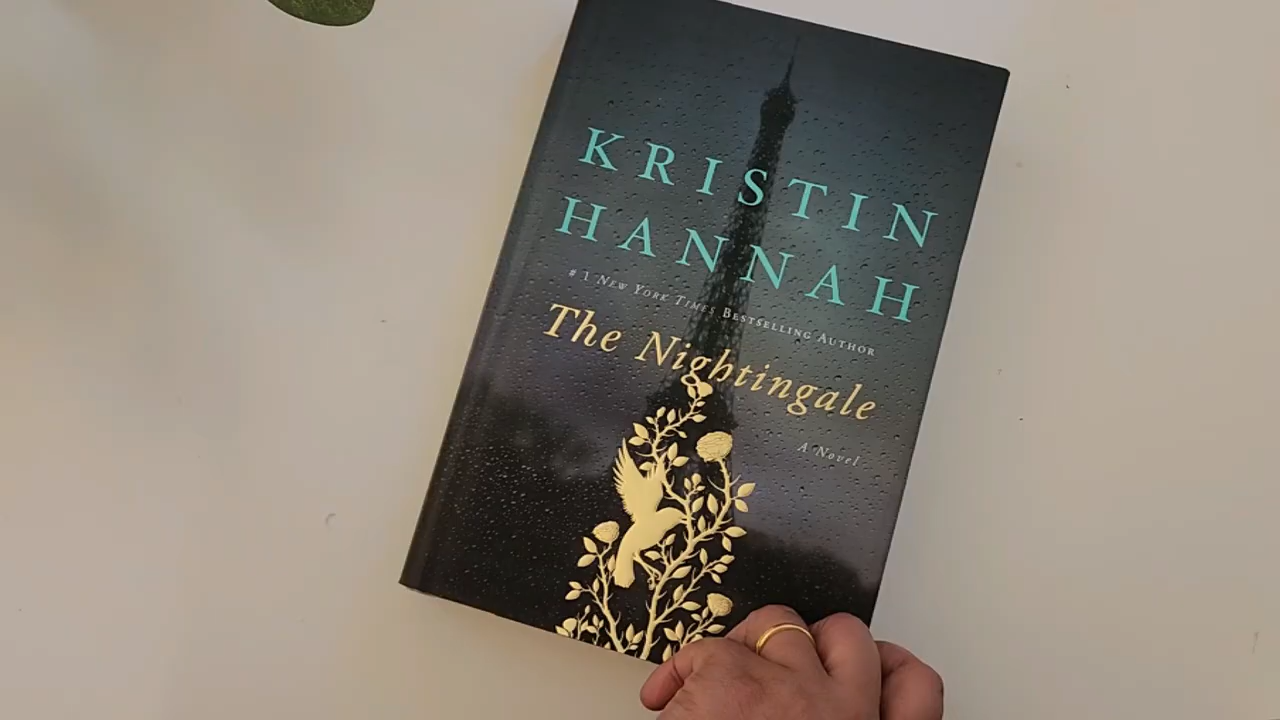 KRISTIN
HANNAH
#1 NEW YORK TIMES BESTSELLING AUTHOR
The Nightingale
A Novel